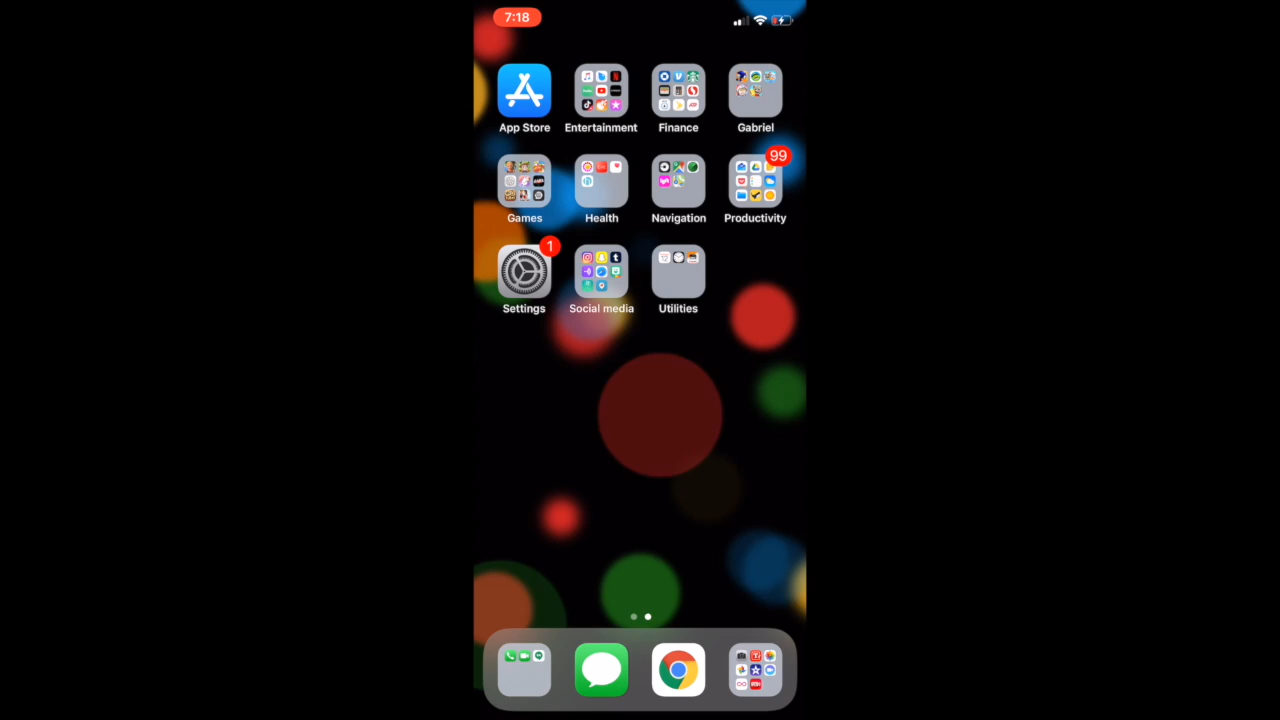 7:18
App Store
Entertainment
Finance
Gabriel
Games
Health
Navigation
99
Productivity
1
Settings
Social media
Utilities